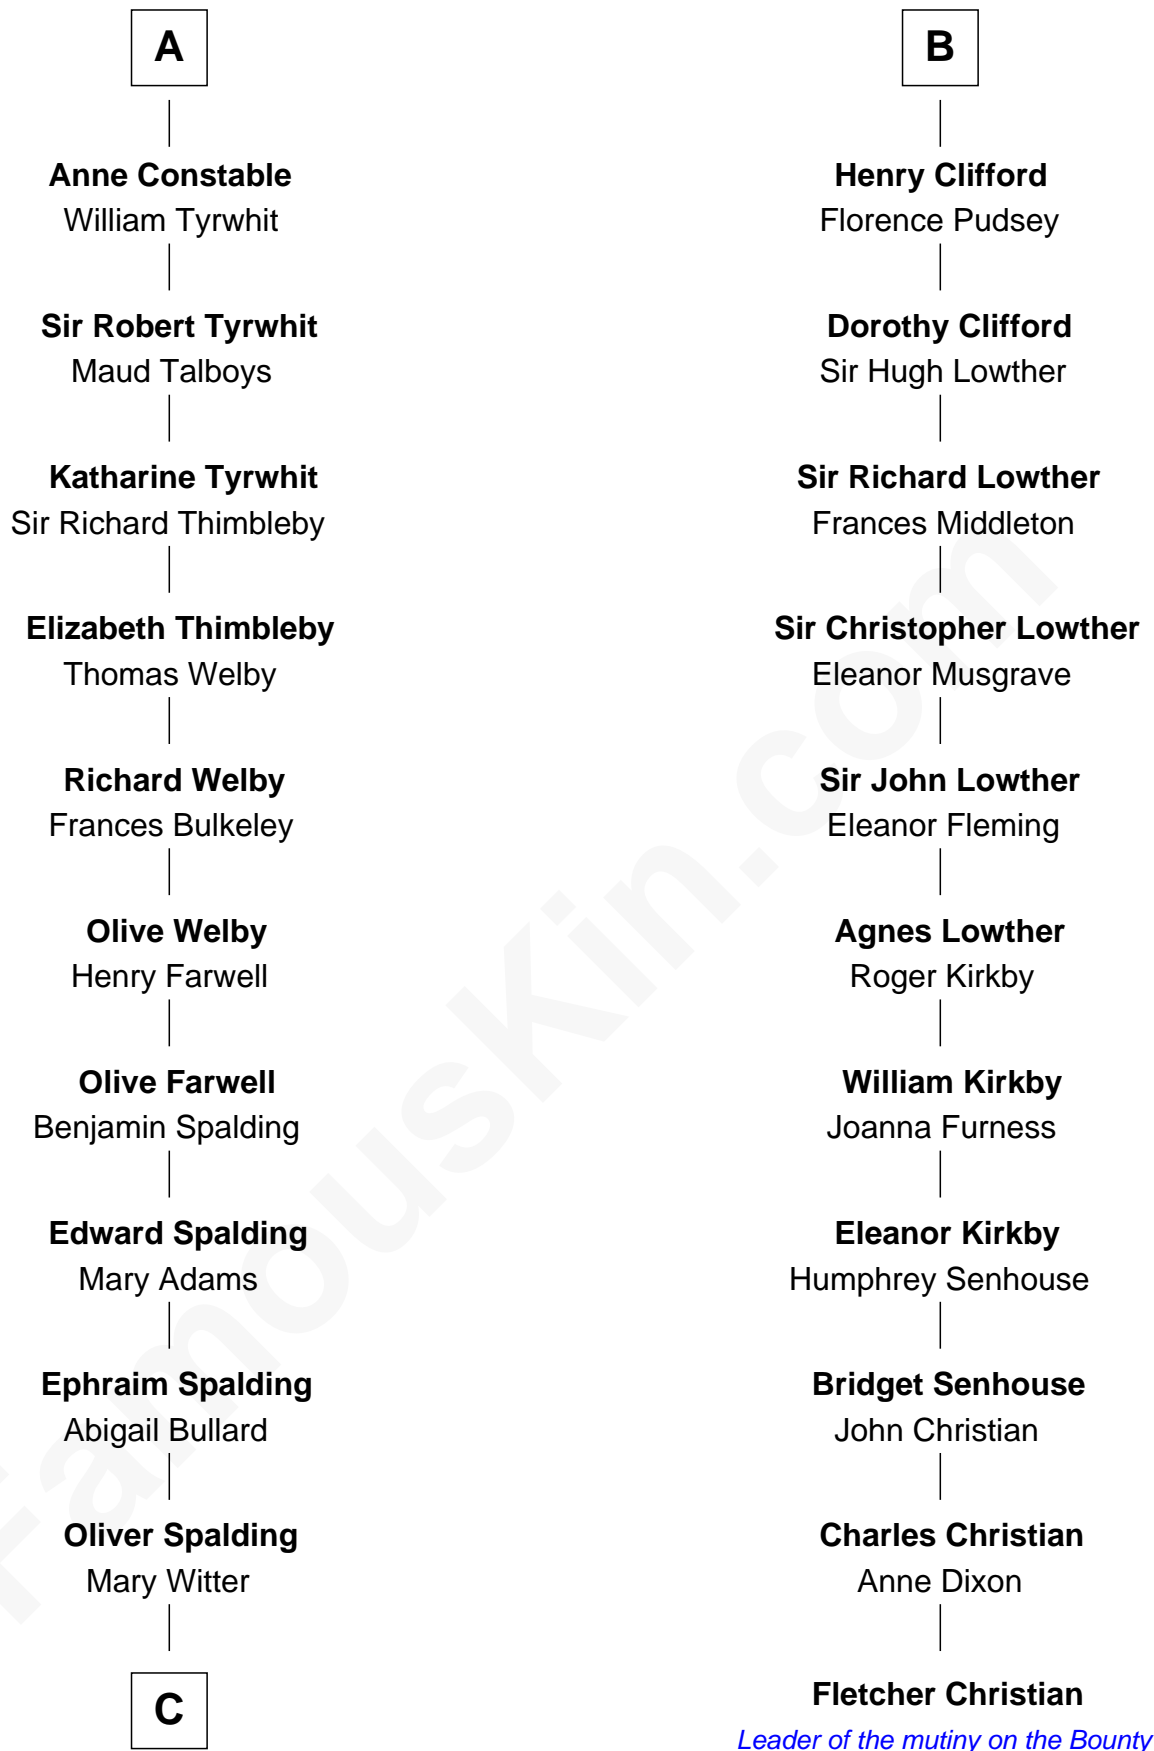 A
Anne Constable
William Tyrwhit
Sir Robert Tyrwhit
Maud Talboys
Katharine Tyrwhit
Sir Richard Thimbleby
Elizabeth Thimbleby
Thomas Welby
Richard Welby
Frances Bulkeley
Olive Welby
Henry Farwell
Olive Farwell
Benjamin Spalding
Edward Spalding
Mary Adams
Ephraim Spalding
Abigail Bullard
Oliver Spalding
Mary Witter
C
B
Henry Clifford
Florence Pudsey
Dorothy Clifford
Sir Hugh Lowther
Sir Richard Lowther
Frances Middleton
Sir Christopher Lowther
Eleanor Musgrave
Sir John Lowther
Eleanor Fleming
Agnes Lowther
Roger Kirkby
William Kirkby
Joanna Furness
Eleanor Kirkby
Humphrey Senhouse
Bridget Senhouse
John Christian
Charles Christian
Anne Dixon
Fletcher Christian
Leader of the mutiny on the Bounty
FamousKin.com